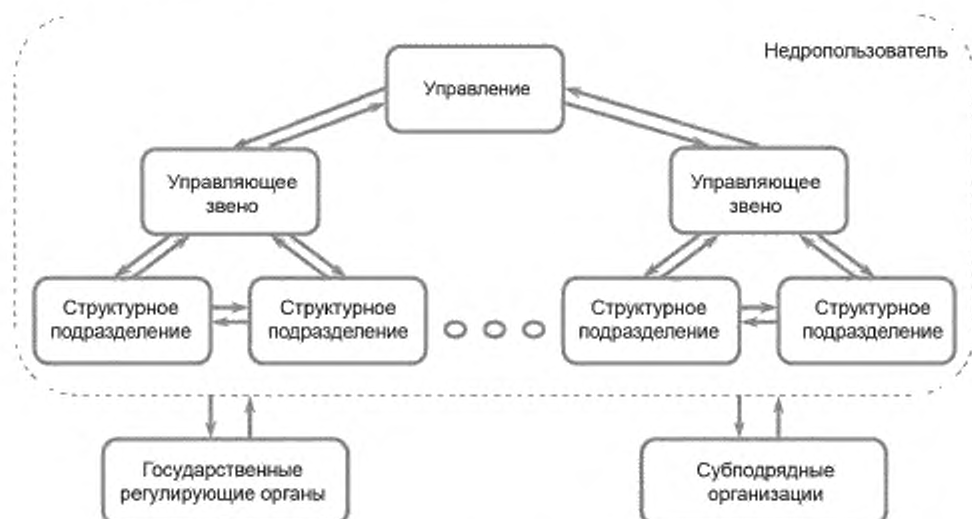 Недропользователь
Управление
Управляющее
звено
Управляющее
звено
Структурное
подразделение
Структурное
подразделение
Структурное
подразделение
Структурное
подразделение
Государственные
регулирующие органы
Субподрядные
организации